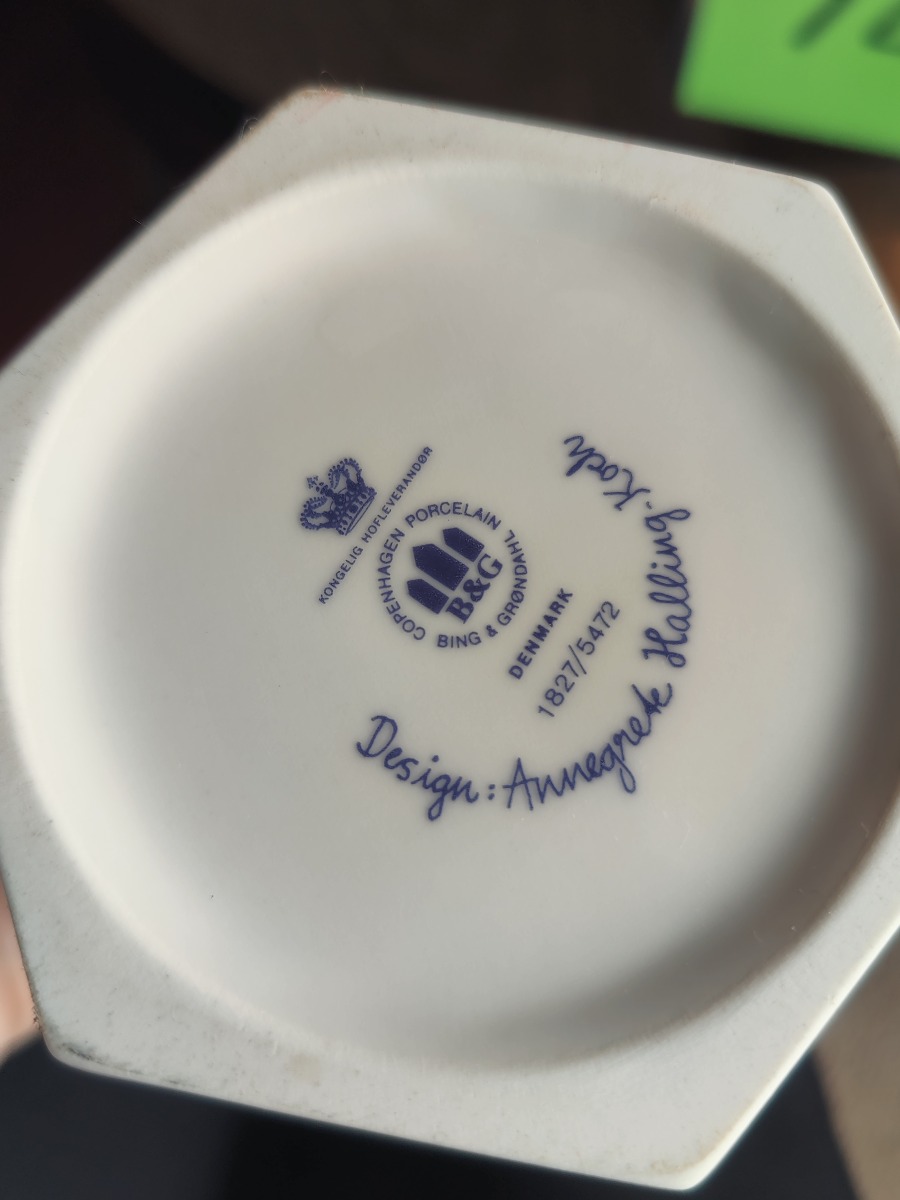 KONGELIG HOFLEVERANDØR
COPENHAGEN PORCELAIN
BING & GRØNDAHL
B&G
DENMARK
1827/5472
Design: Annegrete Halling-Koch